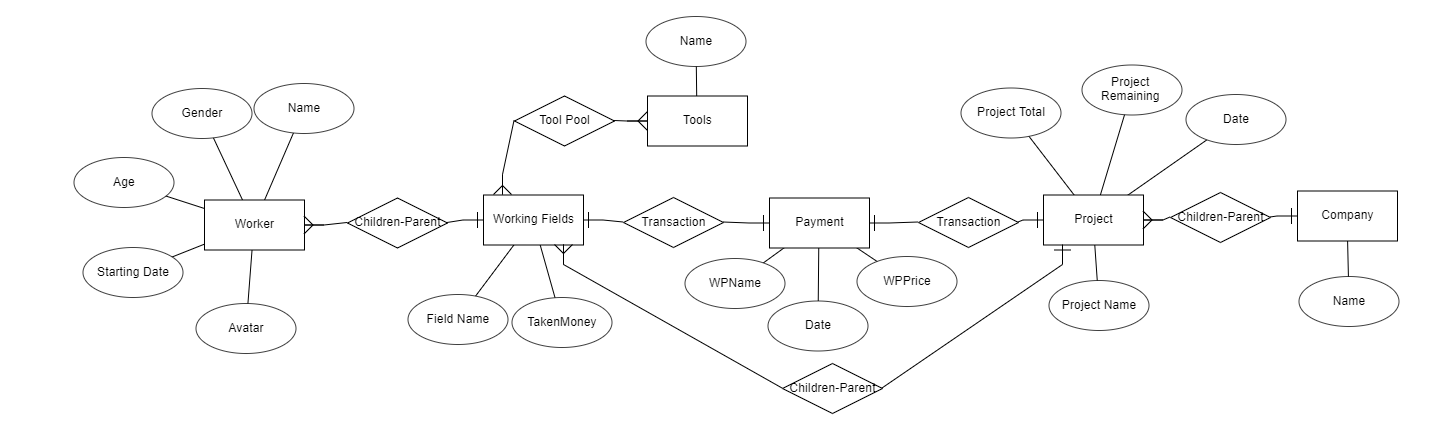 Name
Project
Remaining
Gender
Name
Project Total
Date
Tool Pool
Tools
Age
Worker
Children-Parent
Working Fields
Transaction
Payment
Transaction
Project
Children-Parent
Company
Starting Date
WPName
WPPrice
Avatar
Field Name
TakenMoney
Date
Project Name
Name
Children-Parent